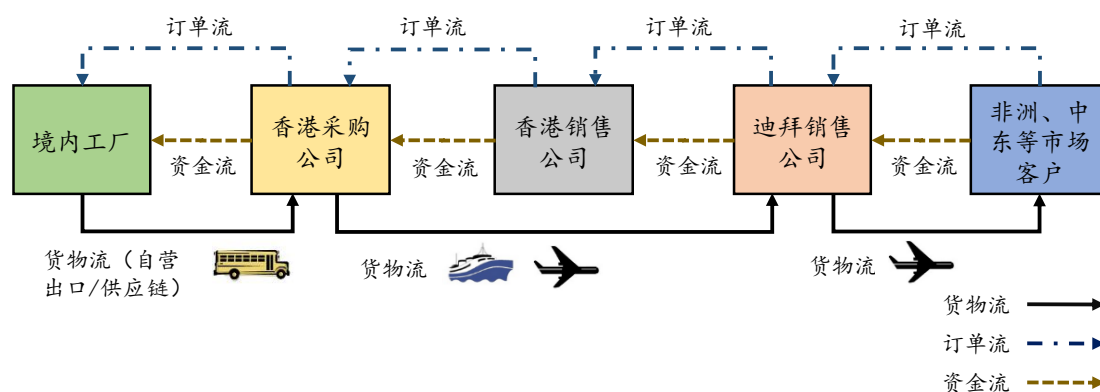 订单流
订单流
订单流
订单流
境内工厂
香港采购
公司
香港销售
公司
迪拜销售
公司
非洲、中
东等市场
客户
资金流
资金流
资金流
资金流
货物流（自营
出口/供应链）
货物流
货物流
货物流
订单流
资金流